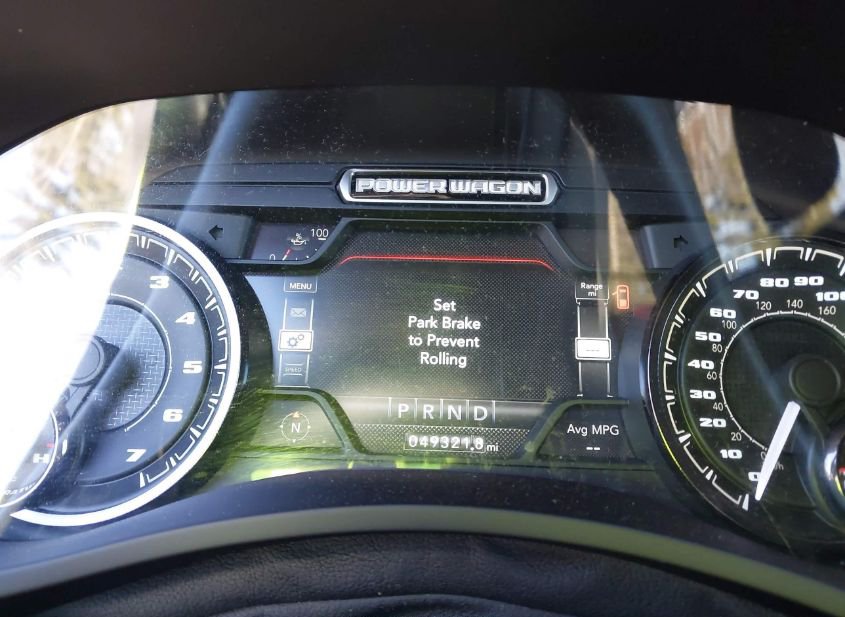 POWER WAGON
100
0
MENU
SPEED
Set
Park Brake
to Prevent
Rolling
Range
mi
P R N D
N
049321.8 mi
Avg MPG
--
3
4
5
6
7
H
0
10
20
30
40
50
60
70
80
90
100
20
40
60
80
100
120
140
160